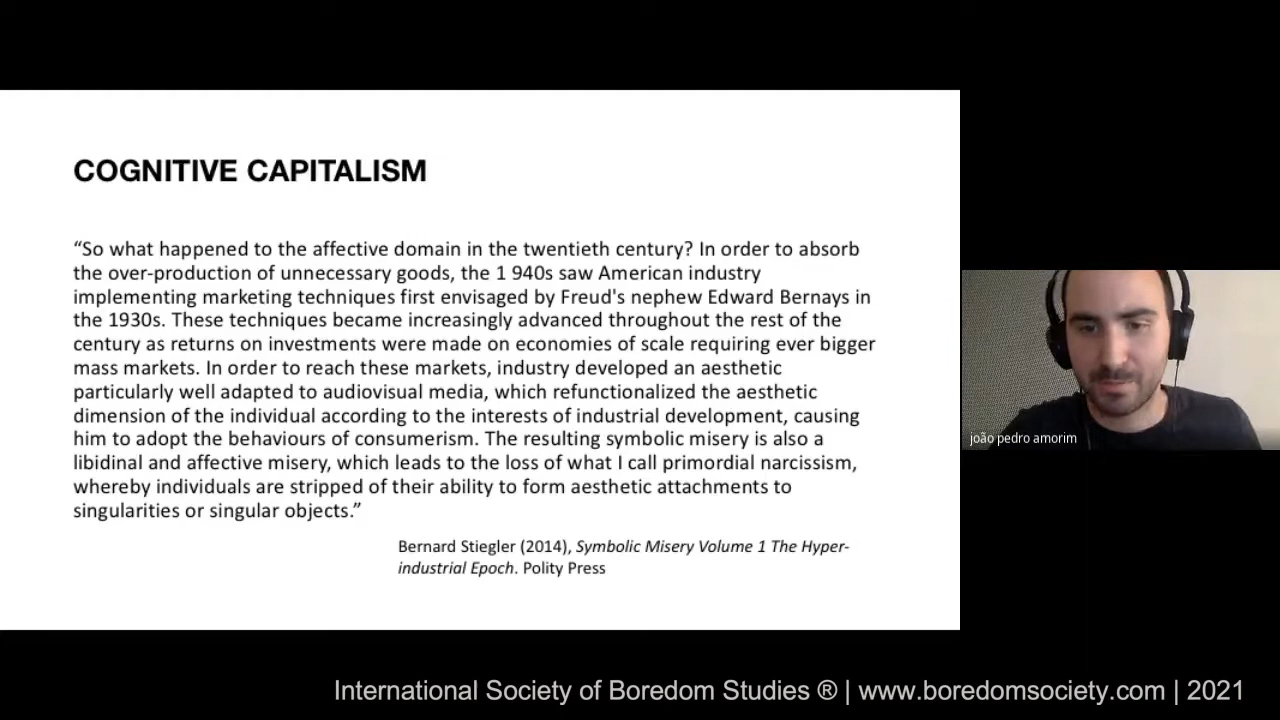 COGNITIVE CAPITALISM
“So what happened to the affective domain in the twentieth century? In order to absorb
the over-production of unnecessary goods, the 1 940s saw American industry
implementing marketing techniques first envisaged by Freud's nephew Edward Bernays in
the 1930s. These techniques became increasingly advanced throughout the rest of the
century as returns on investments were made on economies of scale requiring ever bigger
mass markets. In order to reach these markets, industry developed an aesthetic
particularly well adapted to audiovisual media, which refunctionalized the aesthetic
dimension of the individual according to the interests of industrial development, causing
him to adopt the behaviours of consumerism. The resulting symbolic misery is also a
libidinal and affective misery, which leads to the loss of what I call primordial narcissism,
whereby individuals are stripped of their ability to form aesthetic attachments to
singularities or singular objects.”
Bernard Stiegler (2014), Symbolic Misery Volume 1 The Hyper-
industrial Epoch. Polity Press
joão pedro amorim
International Society of Boredom Studies ® | www.boredomsociety.com | 2021